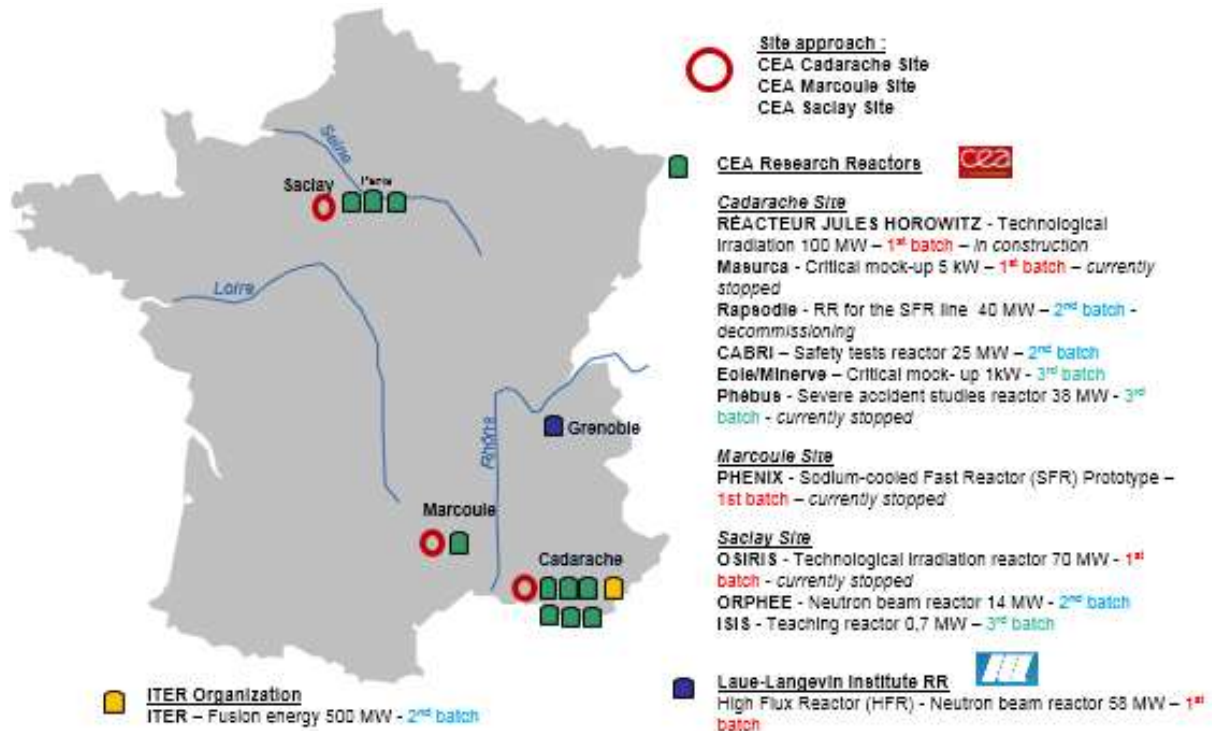 Site approach :
CEA Cadarache Site
CEA Marcoule Site
CEA Saclay Site
Seine
Paris
Saclay
CEA Research Reactors
cea
Cadarache Site
RÉACTEUR JULES HOROWITZ - Technological
Irradiation 100 MW – 1st batch – in construction
Masurca - Critical mock-up 5 kW – 1st batch – currently
stopped
Rapsodie - RR for the SFR line 40 MW – 2nd batch -
decommissioning
CABRI – Safety tests reactor 25 MW – 2nd batch
Eole/Minerve – Critical mock- up 1kW - 3rd batch
Phébus - Severe accident studies reactor 38 MW - 3rd
batch - currently stopped
Loire
Rhône
Grenoble
Marcoule
Cadarache
Marcoule Site
PHENIX - Sodium-cooled Fast Reactor (SFR) Prototype –
1st batch – currently stopped
Saclay Site
OSIRIS - Technological Irradiation reactor 70 MW - 1st
batch - currently stopped
ORPHEE - Neutron beam reactor 14 MW - 2nd batch
ISIS - Teaching reactor 0,7 MW – 3rd batch
ITER Organization
ITER – Fusion energy 500 MW - 2nd batch
Laue-Langevin Institute RR
High Flux Reactor (HFR) - Neutron beam reactor 58 MW – 1st
batch